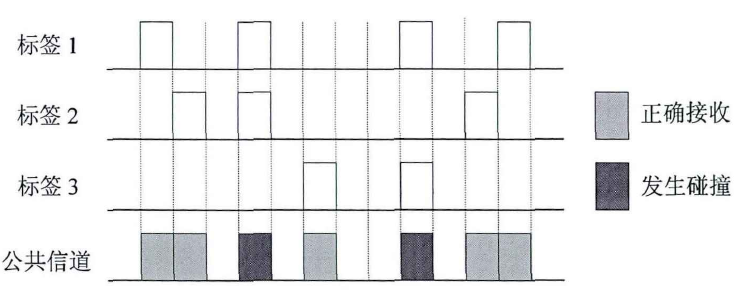 标签 1
标签 2
正确接收
标签 3
发生碰撞
公共信道